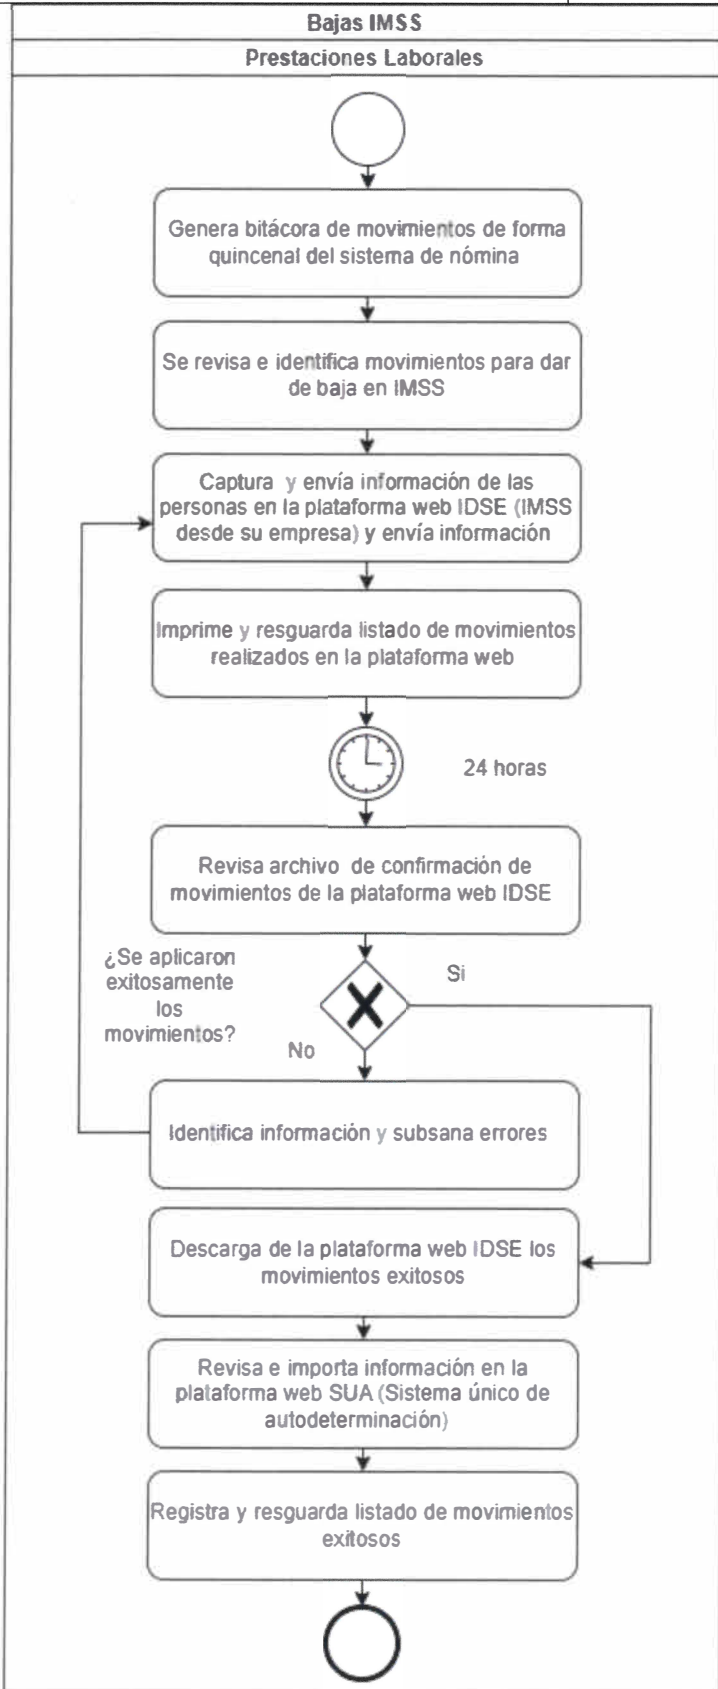 Bajas IMSS
Prestaciones Laborales
Genera bitácora de movimientos de forma
quincenal del sistema de nómina
Se revisa e identifica movimientos para dar
de baja en IMSS
Captura y envía información de las
personas en la plataforma web IDSE (IMSS
desde su empresa) y envía información
Imprime y resguarda listado de movimientos
realizados en la plataforma web
24 horas
Revisa archivo de confirmación de
movimientos de la plataforma web IDSE
¿Se aplicaron
exitosamente
los
movimientos?
Si
No
Identifica información y subsana errores
Descarga de la plataforma web IDSE los
movimientos exitosos
Revisa e importa información en la
plataforma web SUA (Sistema único de
autodeterminación)
Registra y resguarda listado de movimientos
exitosos